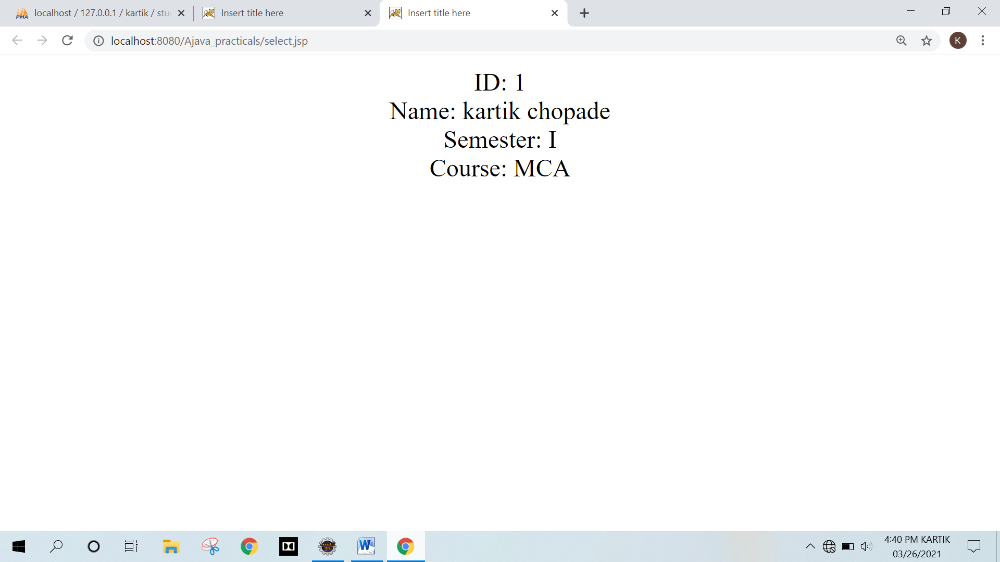 localhost / 127.0.0.1 / kartik / stu
Insert title here
Insert title here
localhost:8080/Ajava_practicals/select.jsp
K
ID: 1
Name: kartik chopade
Semester: I
Course: MCA
4:40 PM KARTIK
03/26/2021